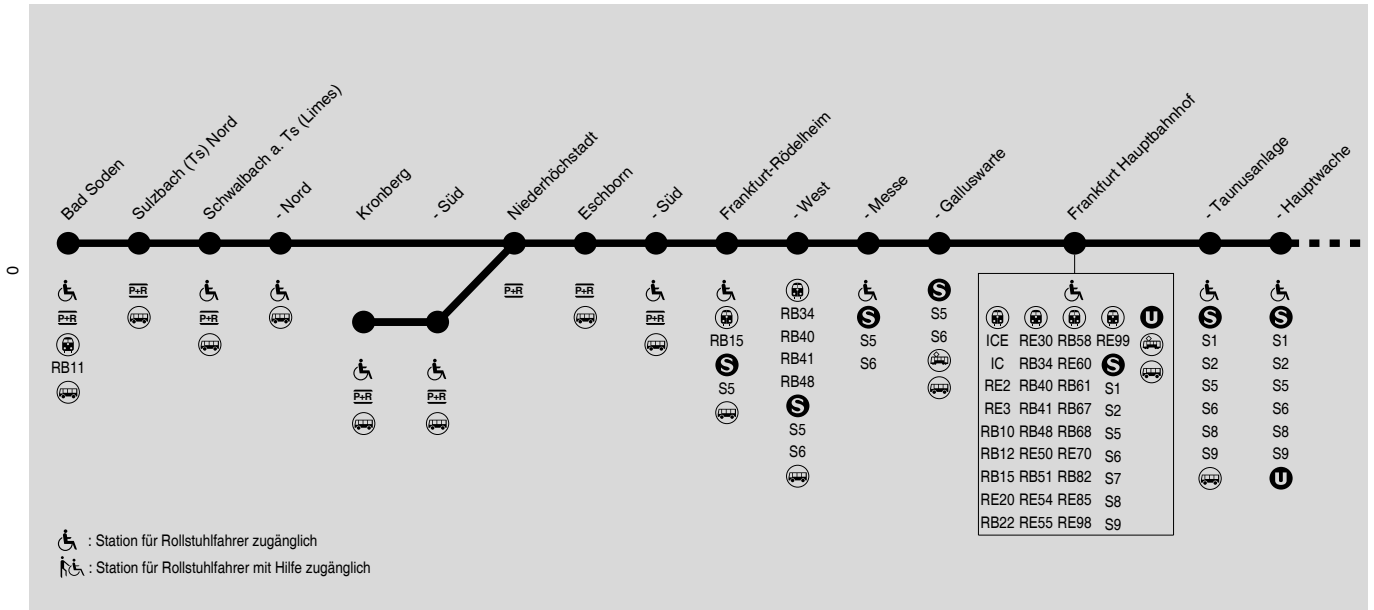 Bad Soden
Sulzbach (Ts) Nord
Schwalbach a. Ts (Limes)
- Nord
Kronberg
- Süd
Niederhöchstadt
Eschborn
- Süd
Frankfurt-Rödelheim
- West
- Messe
- Galluswarte
Frankfurt Hauptbahnhof
- Taunusanlage
- Hauptwache
0
P+R
RB11
P+R
P+R
P+R
P+R
P+R
P+R
P+R
RB15
S
S5
RB34
RB40
RB41
RB48
S
S5
S6
S
S5
S6
S
S5
S6
U
ICE RE30 RB58 RE99
IC RB34 RE60 S
RE2 RB40 RB61 S1
RE3 RB41 RB67 S2
RB10 RB48 RB68 S5
RB12 RE50 RE70 S6
RB15 RB51 RB82 S7
RE20 RE54 RE85 S8
RB22 RE55 RE98 S9
S
S1
S2
S5
S6
S8
S9
S
S1
S2
S5
S6
S8
S9
U
: Station für Rollstuhlfahrer zugänglich
: Station für Rollstuhlfahrer mit Hilfe zugänglich